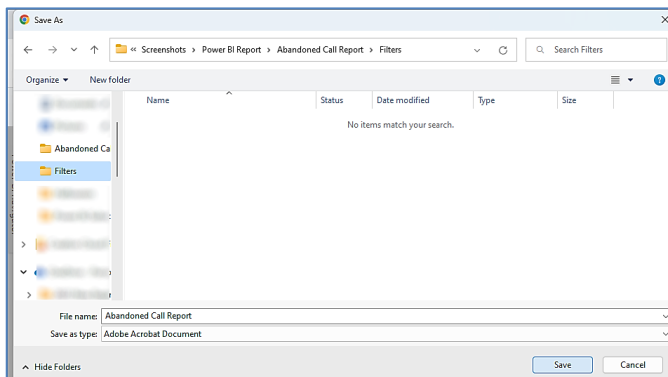 Save As
« Screenshots > Power BI Report > Abandoned Call Report > Filters
Search Filters
Organize
New folder
Name
Status
Date modified
Type
Size
No items match your search.
Abandoned Ca
Filters
File name: Abandoned Call Report
Save as type: Adobe Acrobat Document
Hide Folders
Save
Cancel